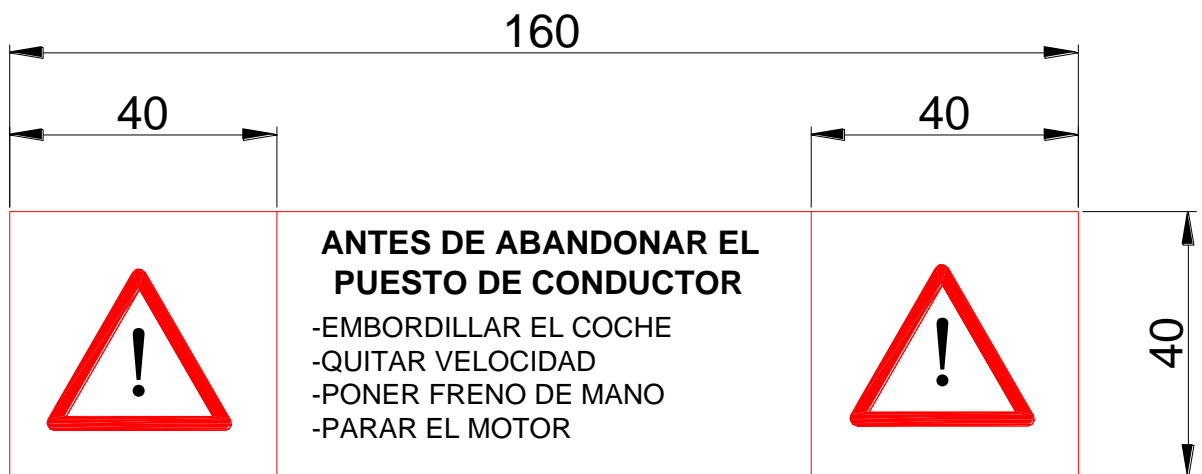 160
40
40
ANTES DE ABANDONAR EL
PUESTO DE CONDUCTOR
-EMBORDILLAR EL COCHE
-QUITAR VELOCIDAD
-PONER FRENO DE MANO
-PARAR EL MOTOR
!
!
40